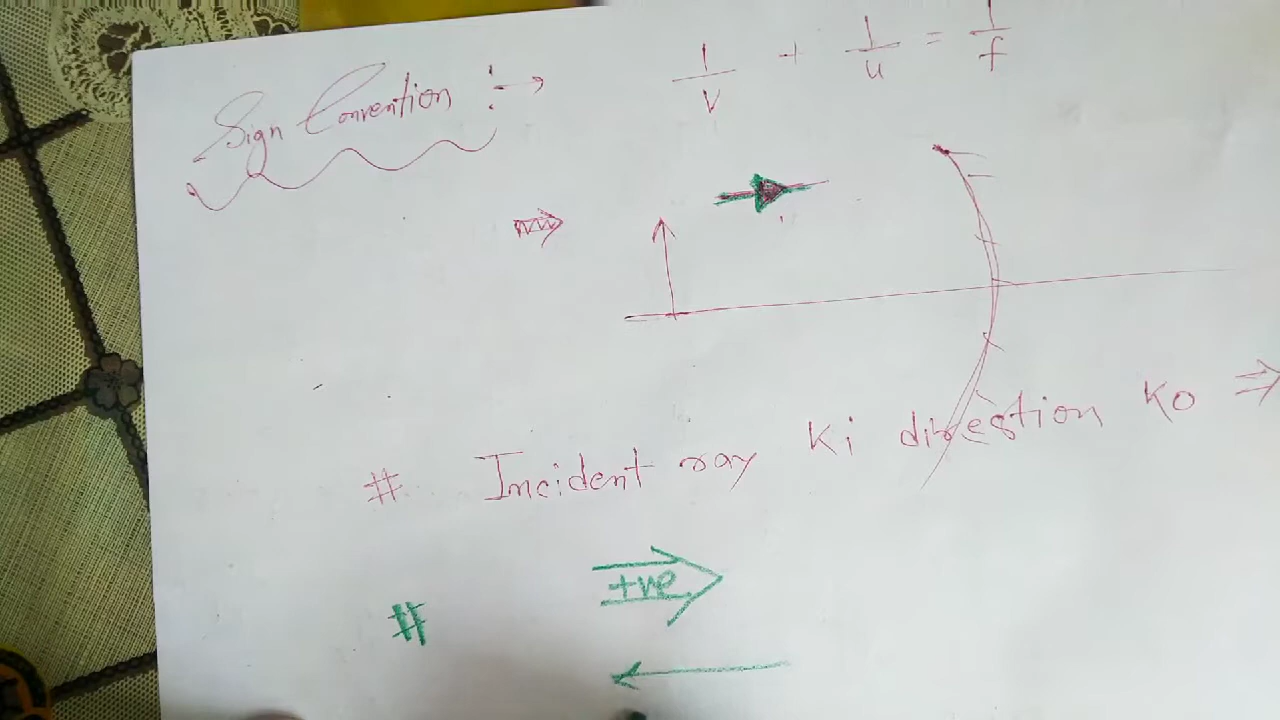 Sign Convention :→ 1/v + 1/u = 1/f
# Incident ray Ki direction Ko ⇒
# +ve